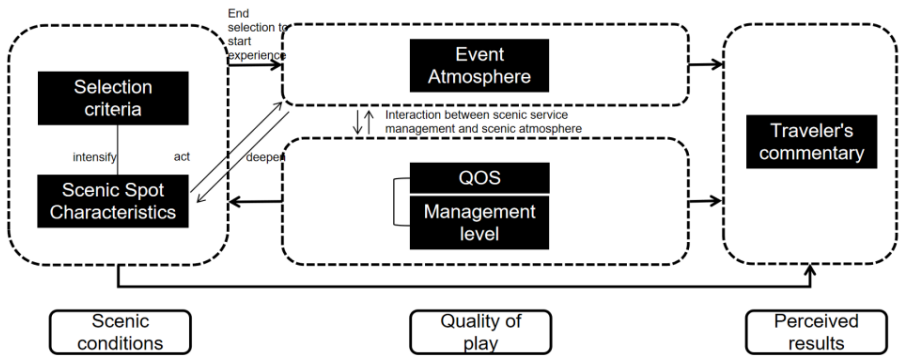 End
selection to
start
experience
Event
Atmosphere
Selection
criteria
Interaction between scenic service
management and scenic atmosphere
Traveler's
commentary
intensify
act
deepen
QOS
Scenic Spot
Characteristics
Management
level
Scenic
conditions
Quality of
play
Perceived
results